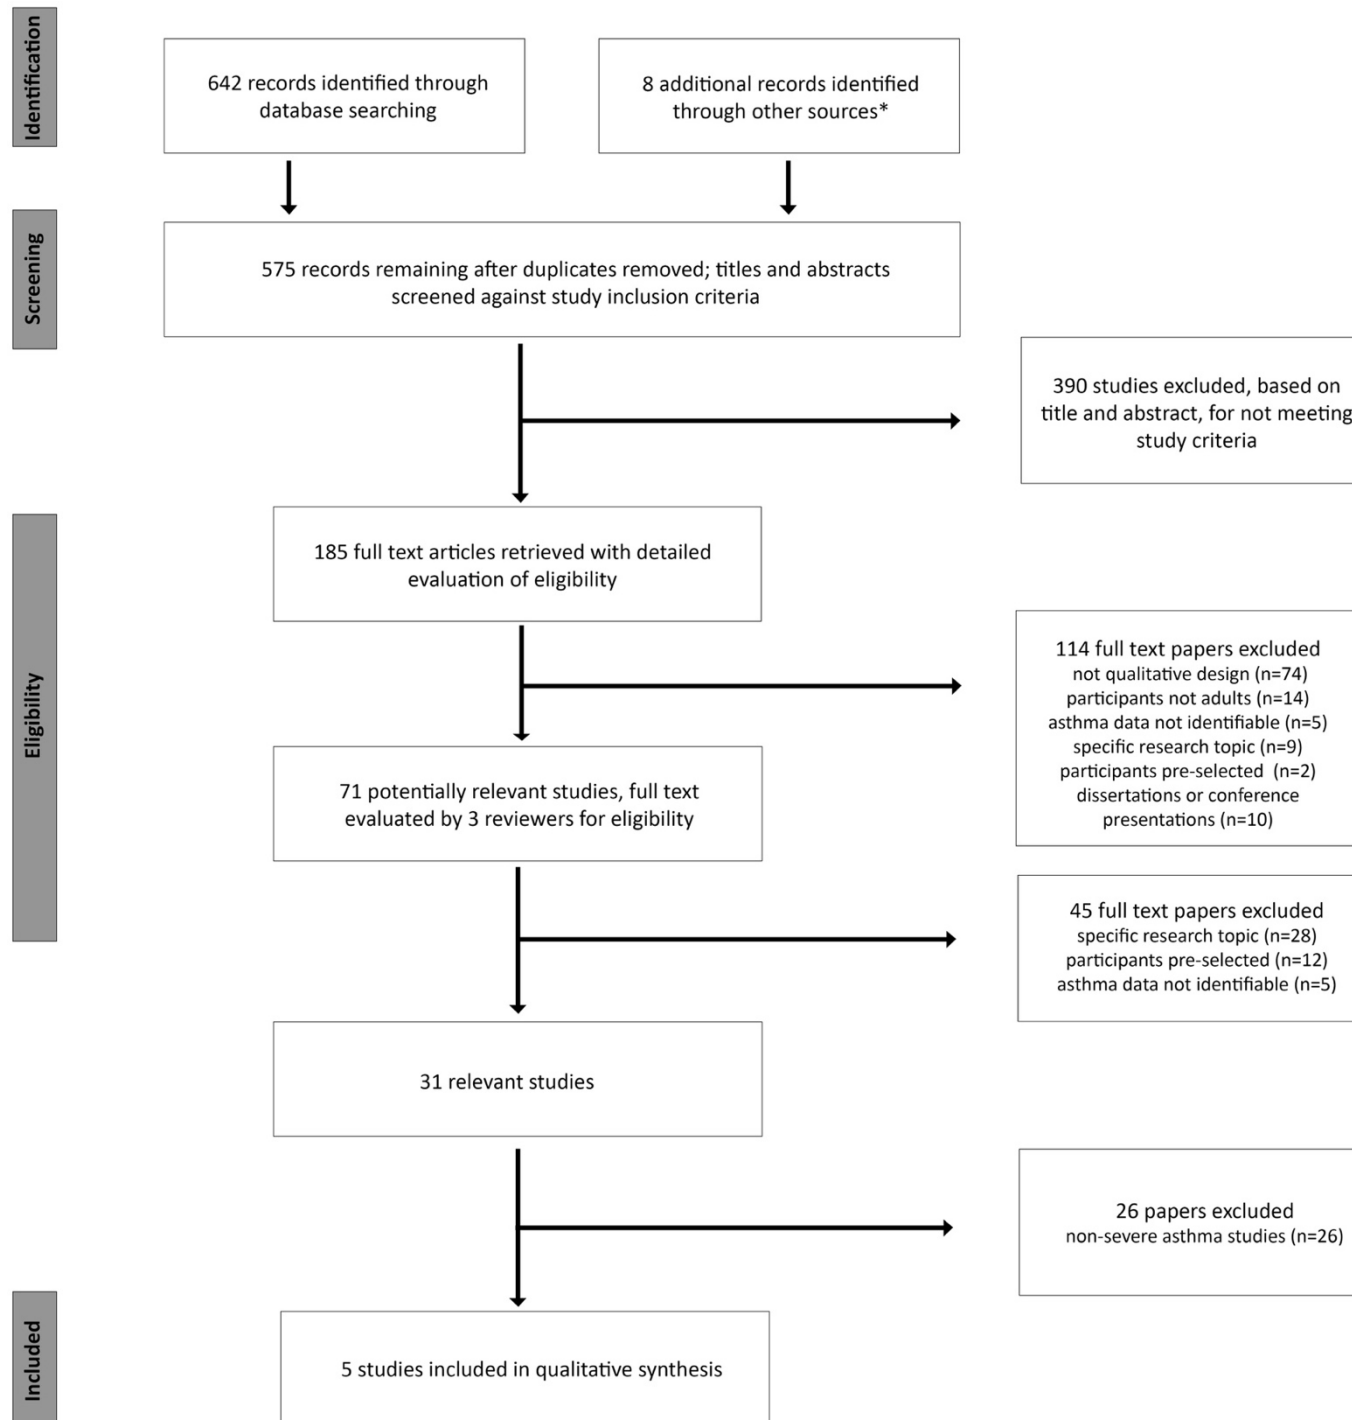 Identification
642 records identified through
database searching
8 additional records identified
through other sources*
Screening
575 records remaining after duplicates removed; titles and abstracts
screened against study inclusion criteria
390 studies excluded, based on
title and abstract, for not meeting
study criteria
Eligibility
185 full text articles retrieved with detailed
evaluation of eligibility
114 full text papers excluded
not qualitative design (n=74)
participants not adults (n=14)
asthma data not identifiable (n=5)
specific research topic (n=9)
participants pre-selected (n=2)
dissertations or conference
presentations (n=10)
71 potentially relevant studies, full text
evaluated by 3 reviewers for eligibility
45 full text papers excluded
specific research topic (n=28)
participants pre-selected (n=12)
asthma data not identifiable (n=5)
31 relevant studies
26 papers excluded
non-severe asthma studies (n=26)
Included
5 studies included in qualitative synthesis